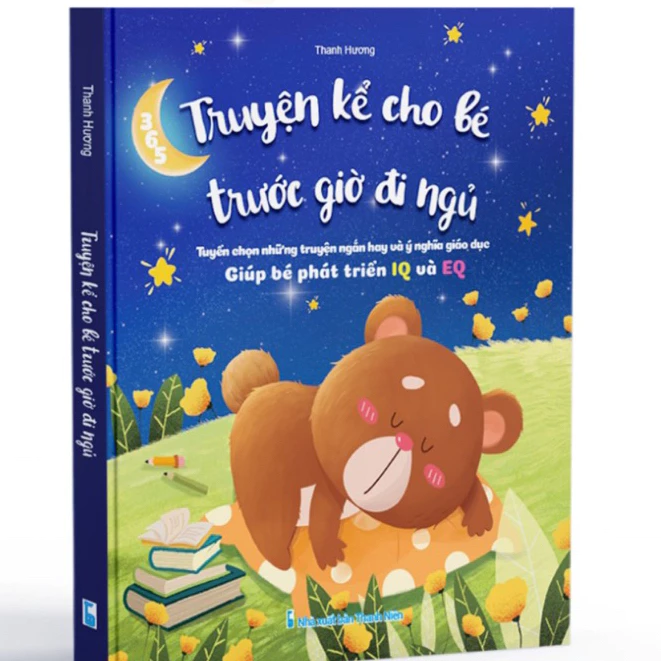 Thanh Hương
365
Truyện kể cho bé
trước giờ đi ngủ
Tuyển chọn những truyện ngắn hay và ý nghĩa giáo dục
Giúp bé phát triển IQ và EQ
Nhà xuất bản Thanh Niên
Thanh Hương
Truyện kể cho bé trước giờ đi ngủ